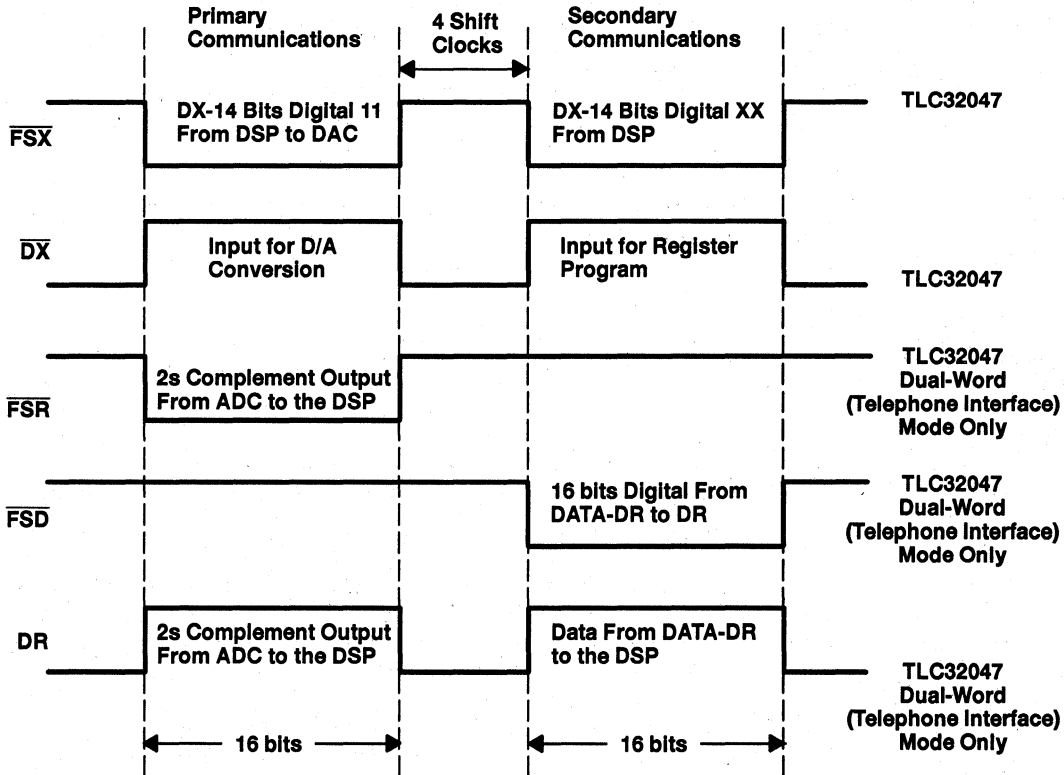 Primary
Communications
4 Shift
Clocks
Secondary
Communications
FSX
DX-14 Bits Digital 11
From DSP to DAC
DX-14 Bits Digital XX
From DSP
TLC32047
DX
Input for D/A
Conversion
Input for Register
Program
TLC32047
FSR
2s Complement Output
From ADC to the DSP
TLC32047
Dual-Word
(Telephone Interface)
Mode Only
FSD
16 bits Digital From
DATA-DR to DR
TLC32047
Dual-Word
(Telephone Interface)
Mode Only
DR
2s Complement Output
From ADC to the DSP
Data From DATA-DR
to the DSP
TLC32047
Dual-Word
(Telephone Interface)
Mode Only
16 bits
16 bits